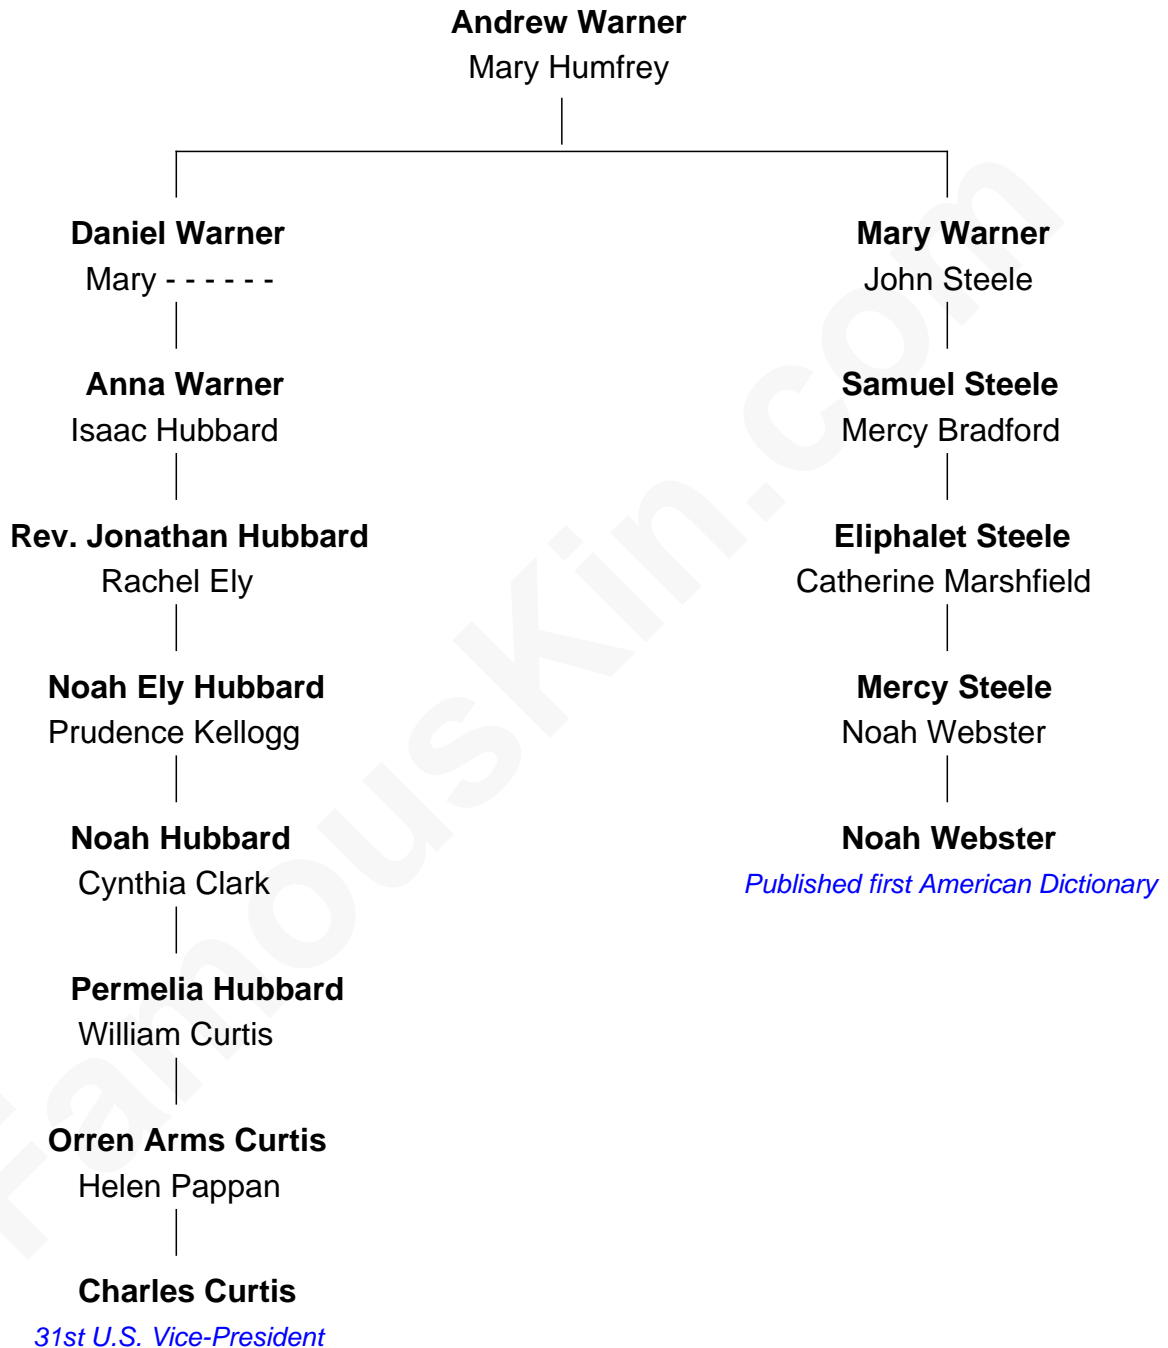 Andrew Warner
Mary Humfrey
Daniel Warner
Mary - - - - - -
Anna Warner
Isaac Hubbard
Rev. Jonathan Hubbard
Rachel Ely
Noah Ely Hubbard
Prudence Kellogg
Noah Hubbard
Cynthia Clark
Permelia Hubbard
William Curtis
Orren Arms Curtis
Helen Pappan
Charles Curtis
31st U.S. Vice-President
Mary Warner
John Steele
Samuel Steele
Mercy Bradford
Eliphalet Steele
Catherine Marshfield
Mercy Steele
Noah Webster
Noah Webster
Published first American Dictionary
FamousKin.com